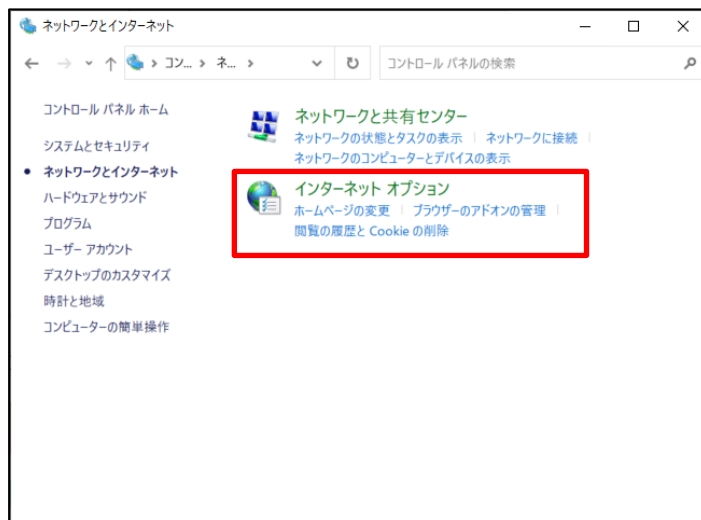 ネットワークとインターネット
コン... ネ...
コントロール パネルの検索
コントロール パネル ホーム
システムとセキュリティ
ネットワークとインターネット
ハードウェアとサウンド
プログラム
ユーザー アカウント
デスクトップのカスタマイズ
時計と地域
コンピューターの簡単操作
ネットワークと共有センター
ネットワークの状態とタスクの表示 ネットワークに接続
ネットワークのコンピューターとデバイスの表示
インターネット オプション
ホームページの変更 ブラウザーのアドオンの管理
閲覧の履歴と Cookie の削除